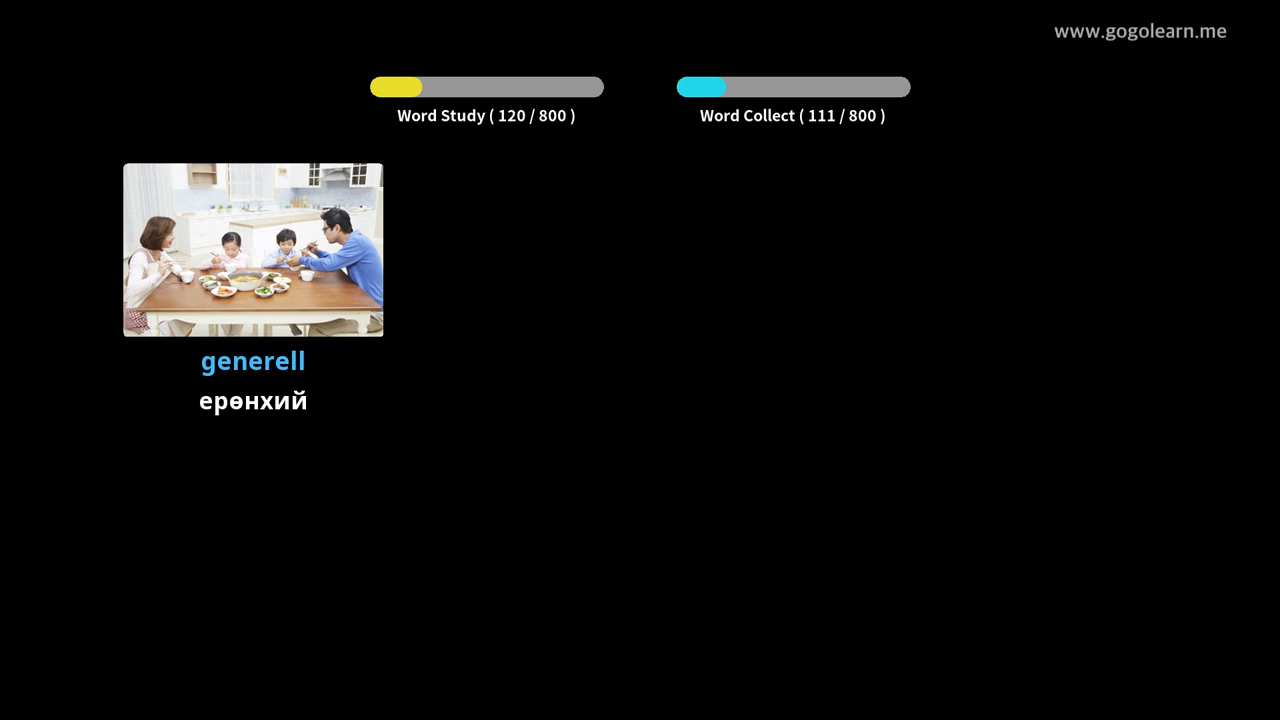 www.gogolearn.me
Word Study ( 120 / 800 )
Word Collect ( 111 / 800 )
generell
ерөнхий